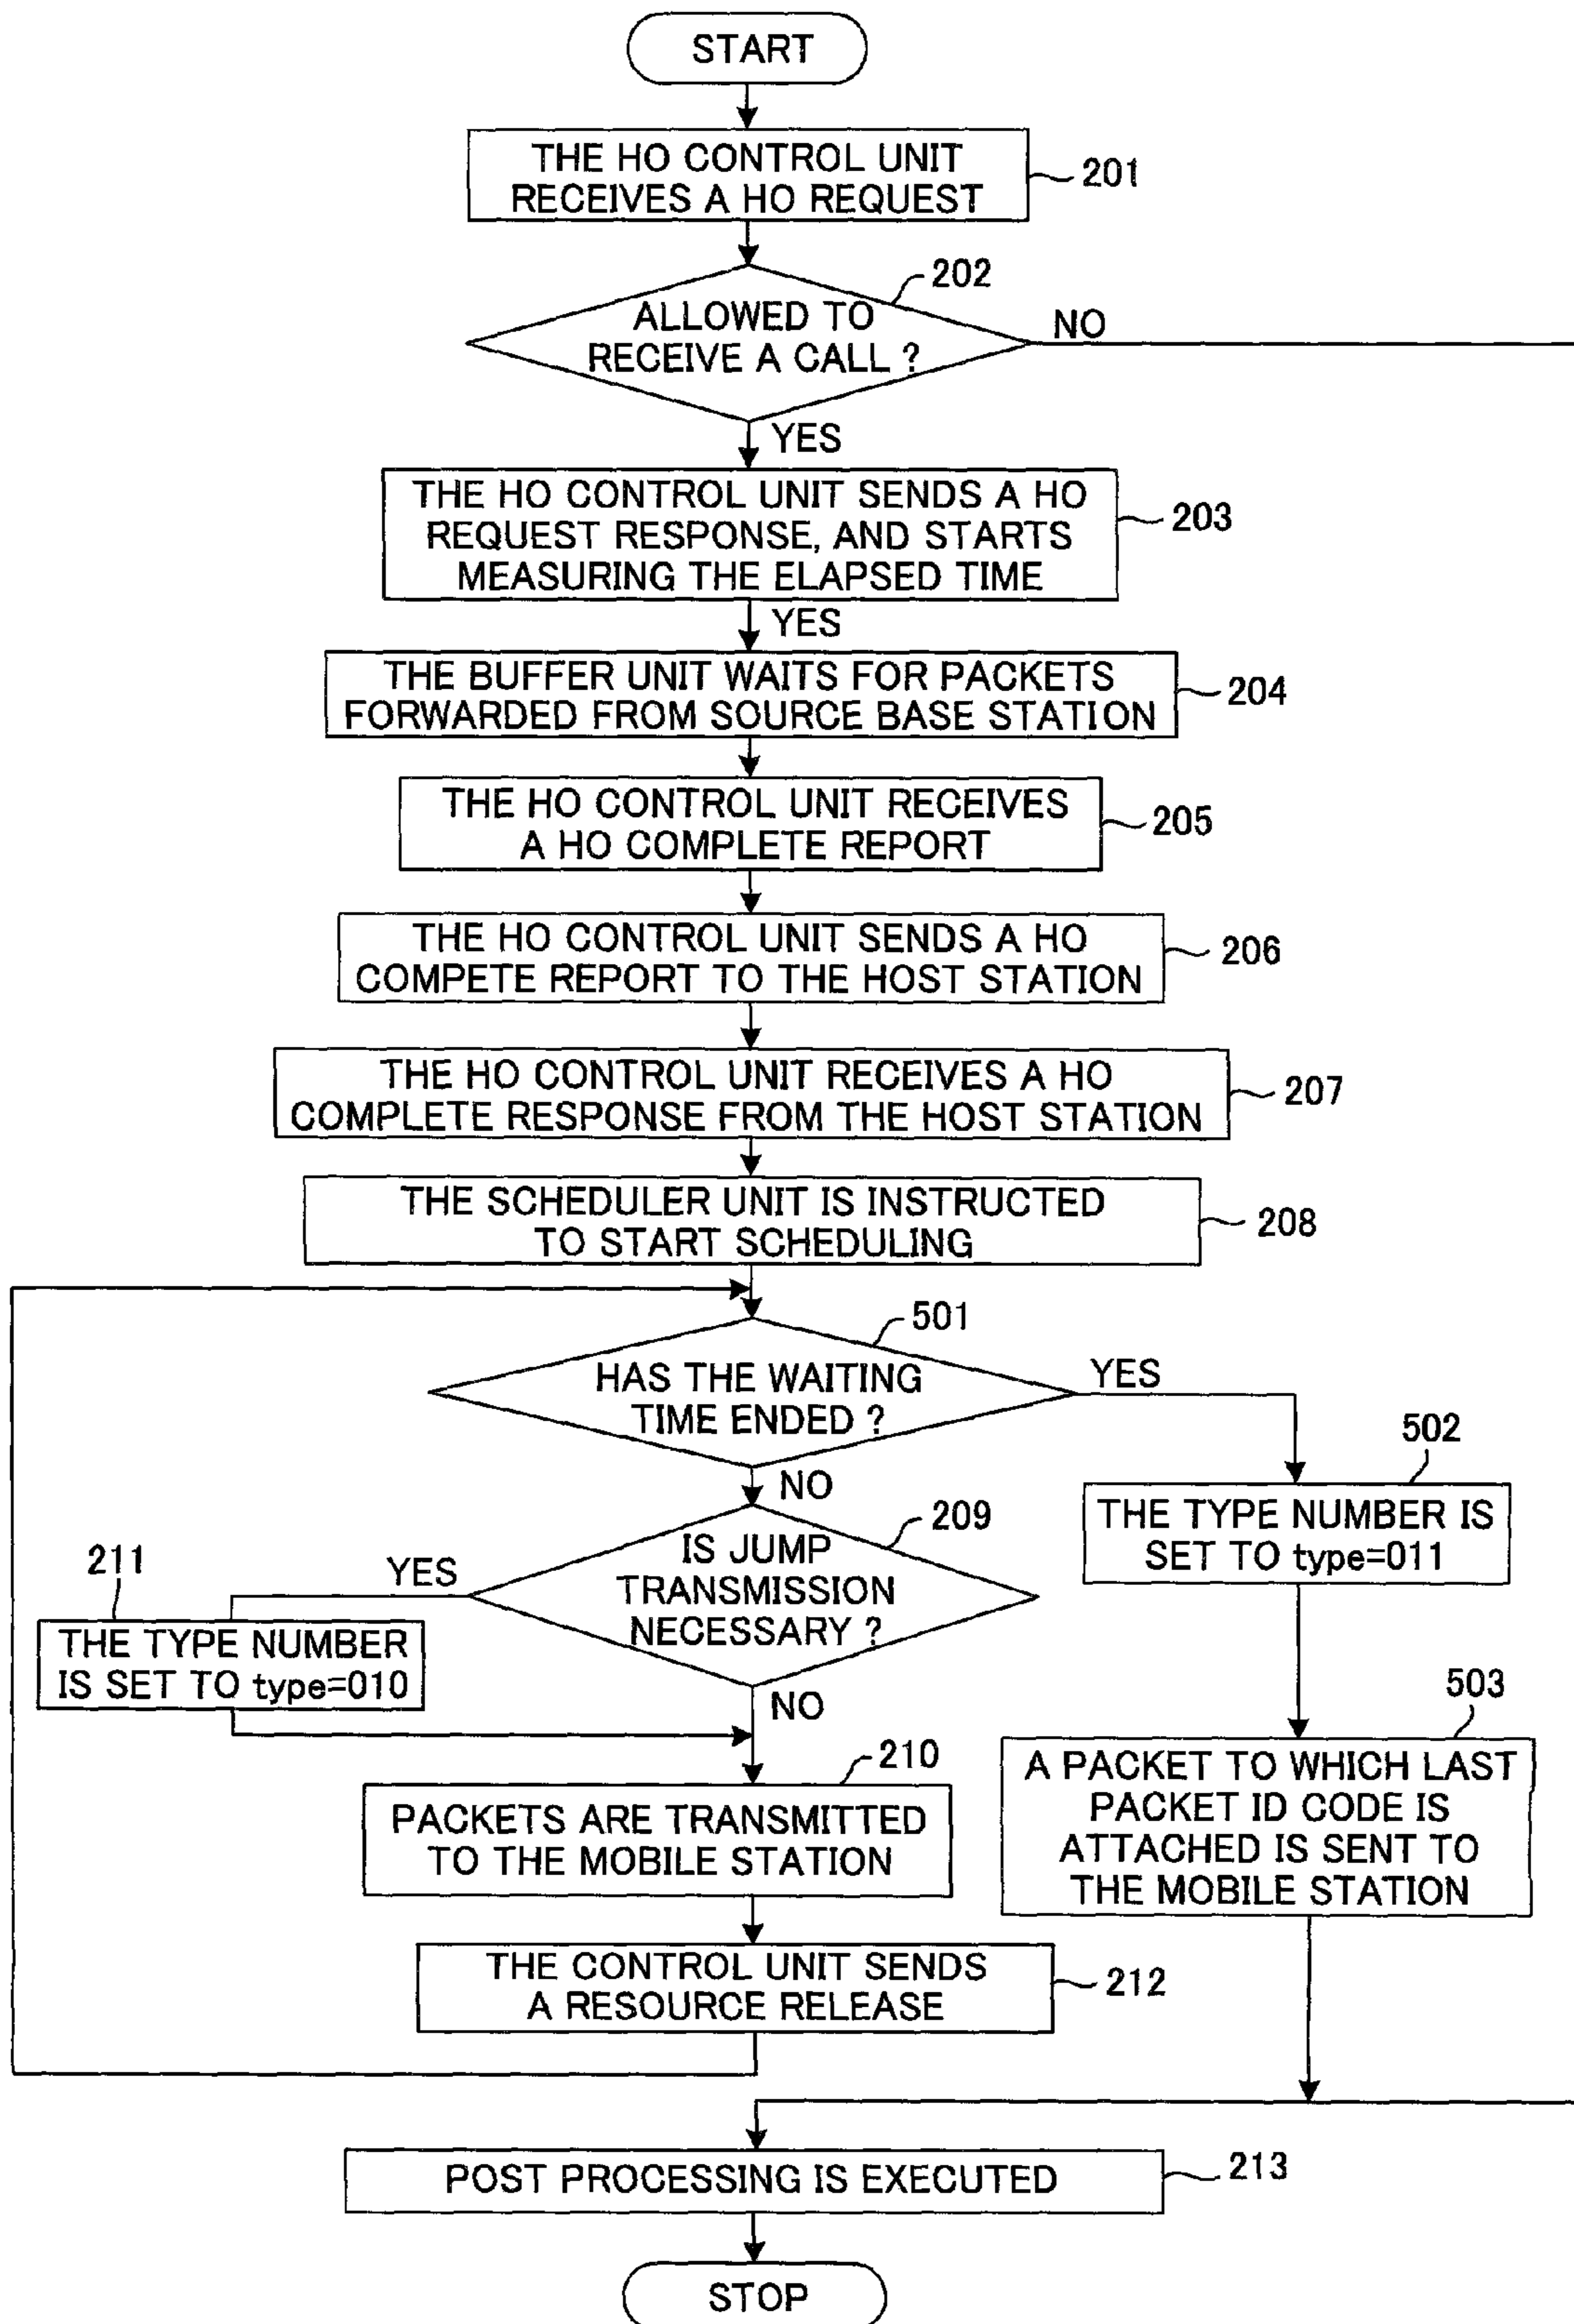 START
THE HO CONTROL UNIT
RECEIVES A HO REQUEST
201
202
ALLOWED TO
RECEIVE A CALL ?
NO
YES
THE HO CONTROL UNIT SENDS A HO
REQUEST RESPONSE, AND STARTS
MEASURING THE ELAPSED TIME
203
YES
THE BUFFER UNIT WAITS FOR PACKETS
FORWARDED FROM SOURCE BASE STATION
204
THE HO CONTROL UNIT RECEIVES
A HO COMPLETE REPORT
205
THE HO CONTROL UNIT SENDS A HO
COMPETE REPORT TO THE HOST STATION
206
THE HO CONTROL UNIT RECEIVES A HO
COMPLETE RESPONSE FROM THE HOST STATION
207
THE SCHEDULER UNIT IS INSTRUCTED
TO START SCHEDULING
208
501
HAS THE WAITING
TIME ENDED ?
YES
NO
502
THE TYPE NUMBER IS
SET TO type=011
209
IS JUMP
TRANSMISSION
NECESSARY ?
YES
211
THE TYPE NUMBER
IS SET TO type=010
NO
503
A PACKET TO WHICH LAST
PACKET ID CODE IS
ATTACHED IS SENT TO
THE MOBILE STATION
210
PACKETS ARE TRANSMITTED
TO THE MOBILE STATION
THE CONTROL UNIT SENDS
A RESOURCE RELEASE
212
POST PROCESSING IS EXECUTED
213
STOP